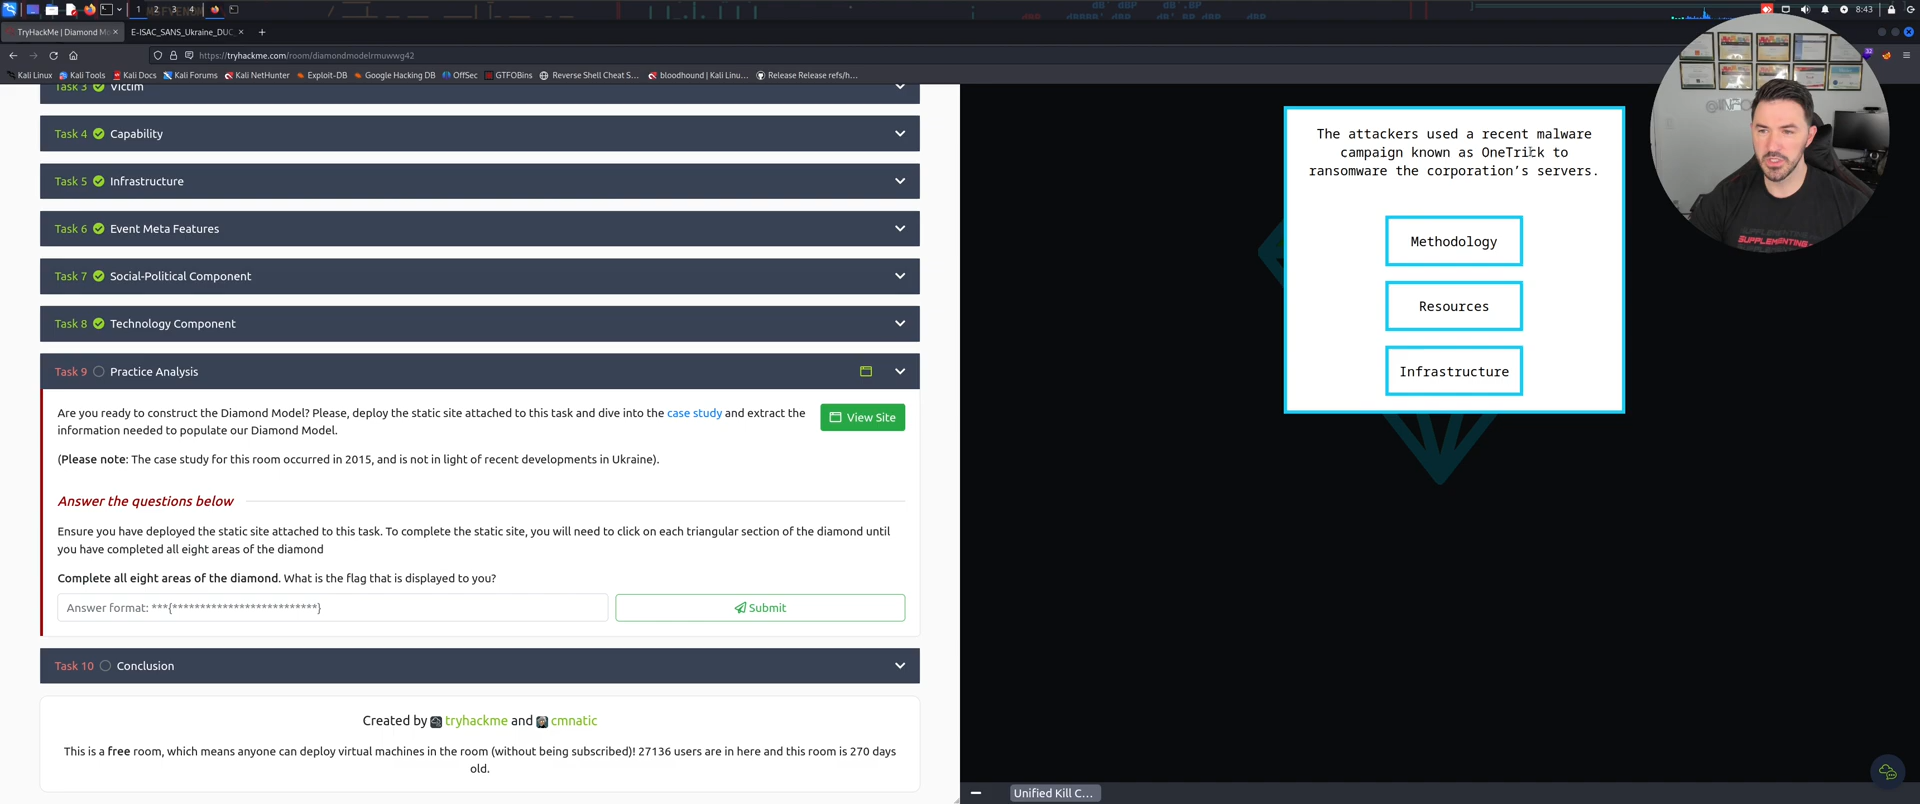 1 2 3 4
8:43
TryHackMe | Diamond Mo
E-ISAC_SANS_Ukraine_DUC
https://tryhackme.com/room/diamondmodelrmuwwg42
Kali Linux Kali Tools Kali Docs Kali Forums Kali NetHunter Exploit-DB Google Hacking DB OffSec GTFOBins Reverse Shell Cheat S… bloodhound | Kali Linu… Release Release refs/h…
Task 3 Victim
Task 4 Capability
Task 5 Infrastructure
Task 6 Event Meta Features
Task 7 Social-Political Component
Task 8 Technology Component
Task 9 Practice Analysis
Are you ready to construct the Diamond Model? Please, deploy the static site attached to this task and dive into the case study and extract the
information needed to populate our Diamond Model.
View Site
(Please note: The case study for this room occurred in 2015, and is not in light of recent developments in Ukraine).
Answer the questions below
Ensure you have deployed the static site attached to this task. To complete the static site, you will need to click on each triangular section of the diamond until
you have completed all eight areas of the diamond
Complete all eight areas of the diamond. What is the flag that is displayed to you?
Answer format: ***{**************************}
Submit
Task 10 Conclusion
Created by tryhackme and cmnatic
This is a free room, which means anyone can deploy virtual machines in the room (without being subscribed)! 27136 users are in here and this room is 270 days
old.
The attackers used a recent malware
campaign known as OneTrick to
ransomware the corporation's servers.
Methodology
Resources
Infrastructure
@INFO
SUPPLEMENTING
Unified Kill C...